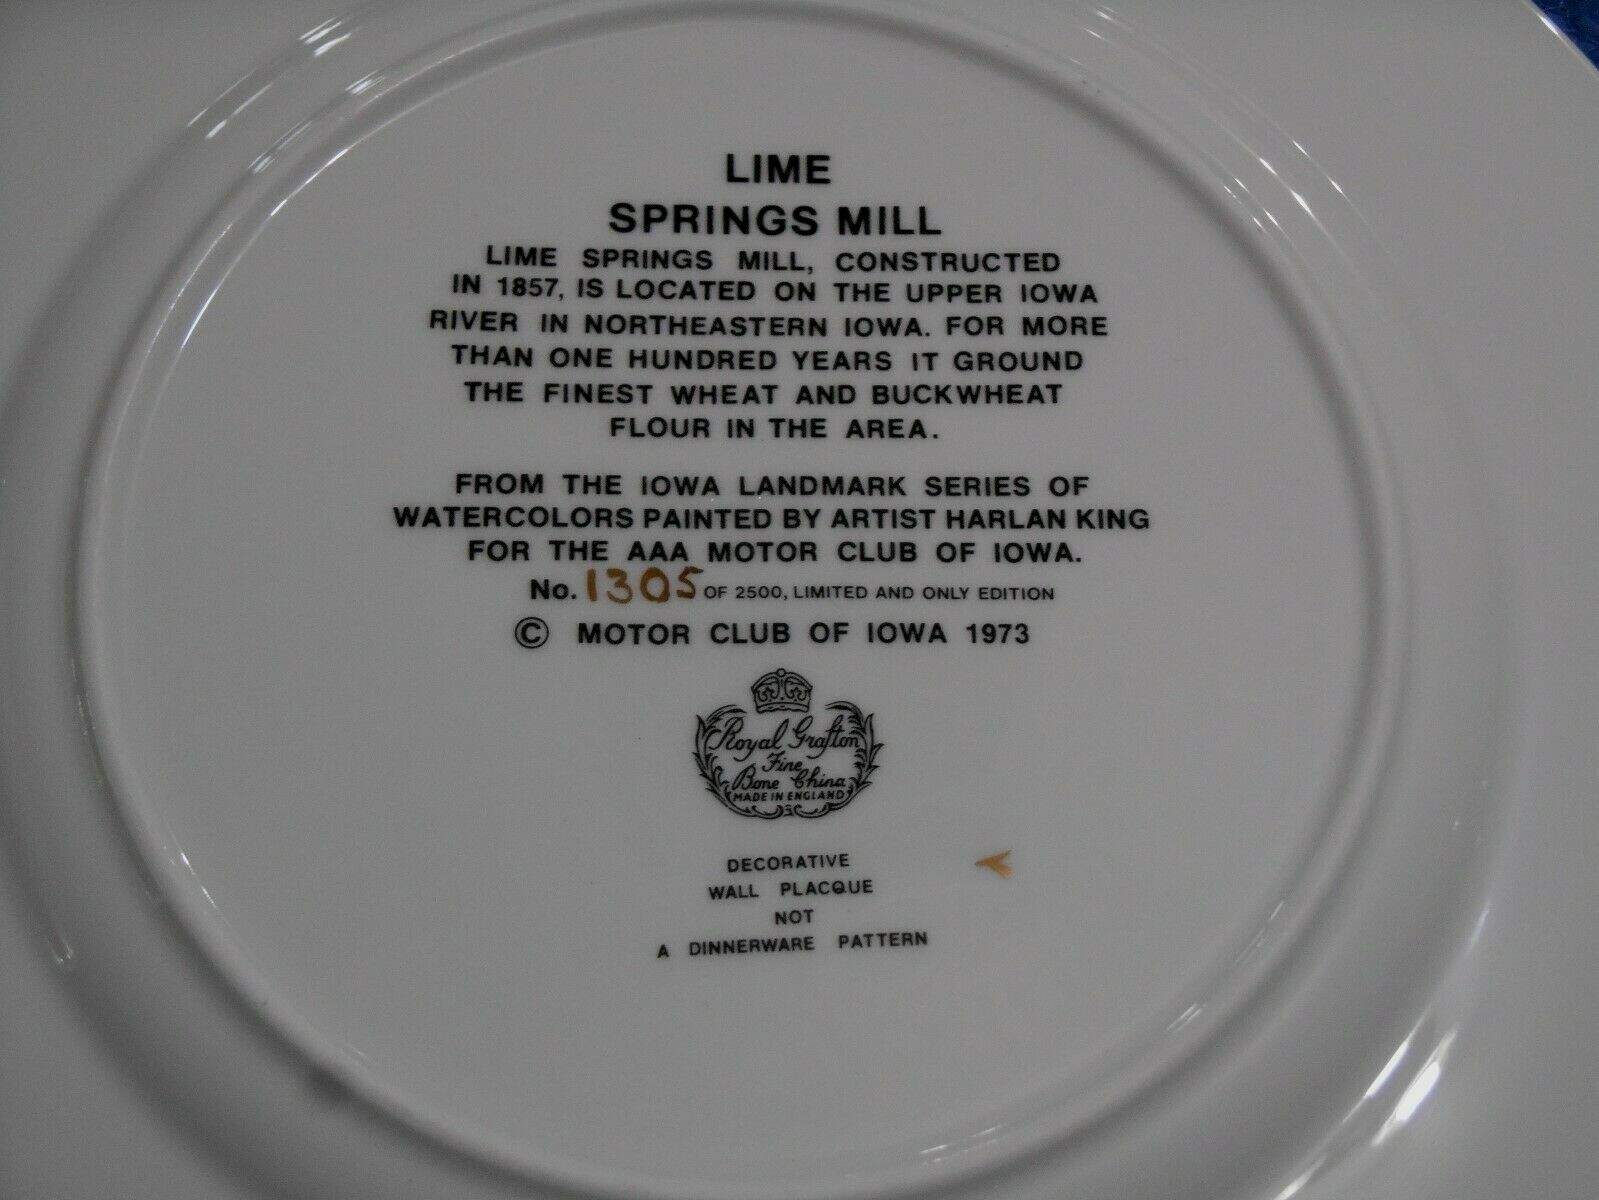 LIME
SPRINGS MILL
LIME SPRINGS MILL, CONSTRUCTED
IN 1857, IS LOCATED ON THE UPPER IOWA
RIVER IN NORTHEASTERN IOWA. FOR MORE
THAN ONE HUNDRED YEARS IT GROUND
THE FINEST WHEAT AND BUCKWHEAT
FLOUR IN THE AREA.
FROM THE IOWA LANDMARK SERIES OF
WATERCOLORS PAINTED BY ARTIST HARLAN KING
FOR THE AAA MOTOR CLUB OF IOWA.
No. 1305 OF 2500, LIMITED AND ONLY EDITION
© MOTOR CLUB OF IOWA 1973
Royal Grafton
Fine
Bone China
MADE IN ENGLAND
DECORATIVE
WALL PLACQUE
NOT
A DINNERWARE PATTERN